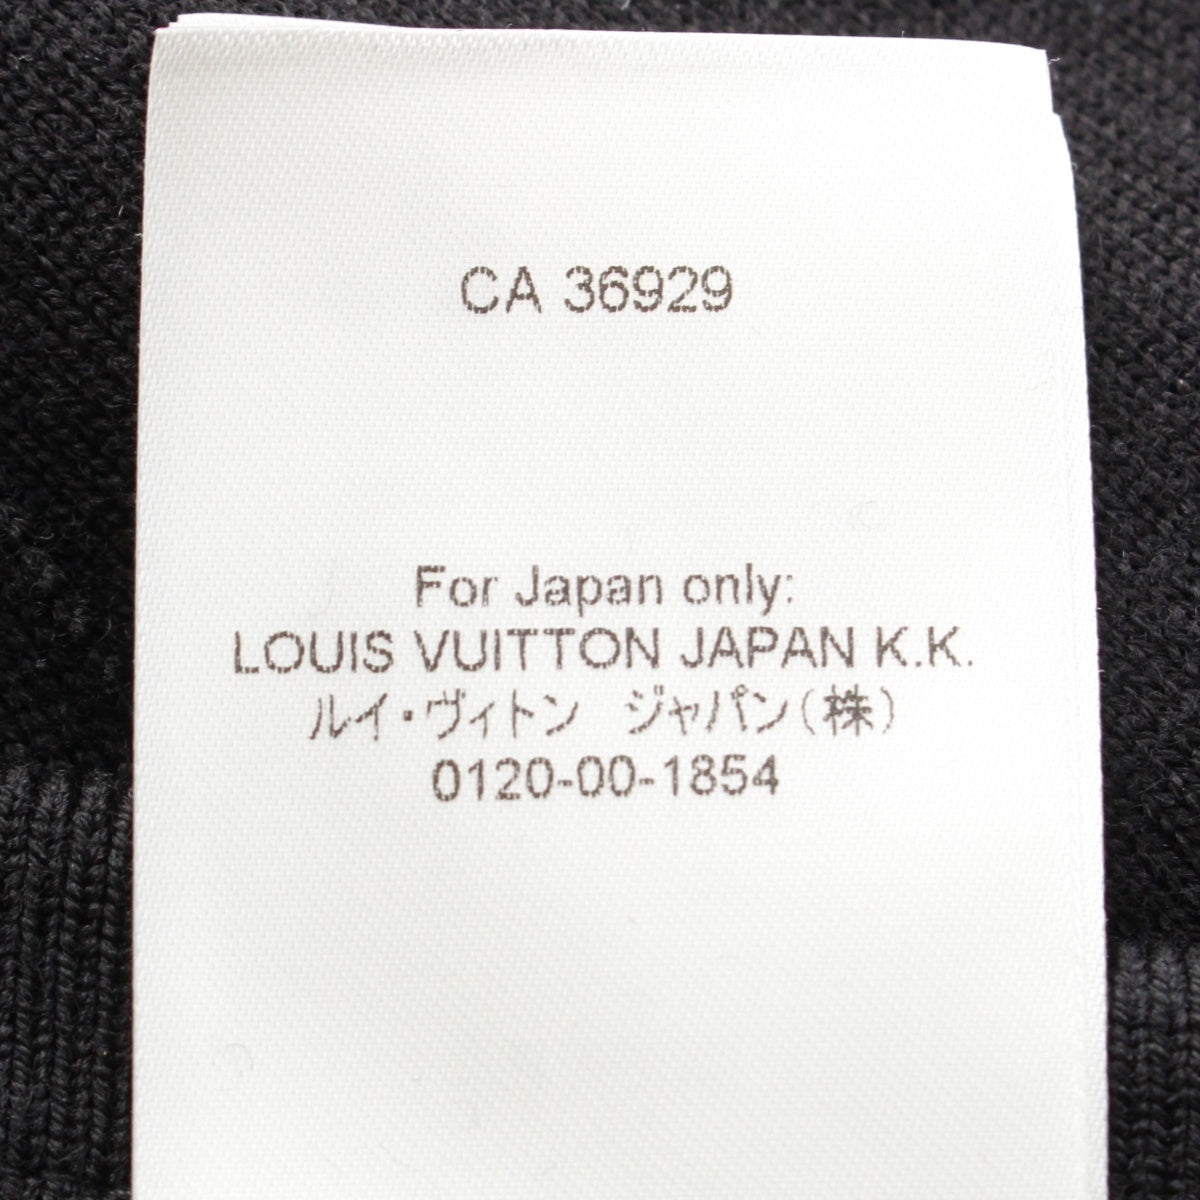 CA 36929
For Japan only:
LOUIS VUITTON JAPAN K.K.
ルイ・ヴィトン　ジャパン(株)
0120-00-1854